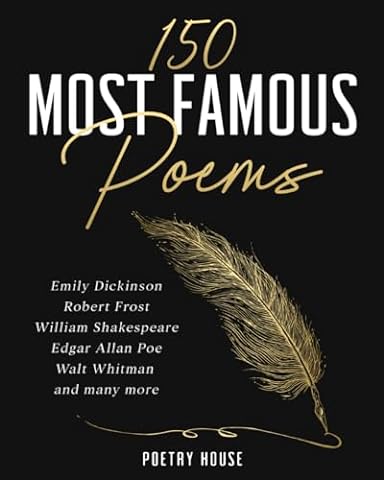 150
MOST FAMOUS
Poems
Emily Dickinson
Robert Frost
William Shakespeare
Edgar Allan Poe
Walt Whitman
and many more
POETRY HOUSE